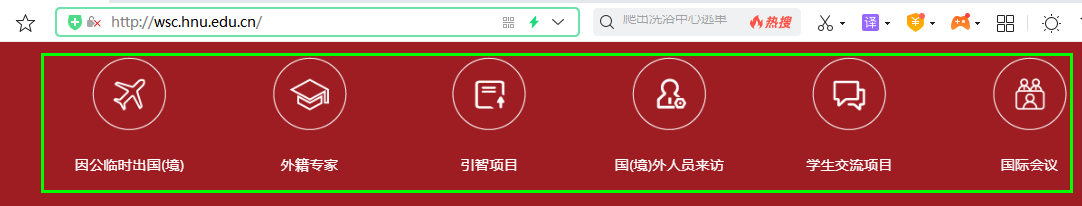 http://wsc.hnu.edu.cn/
热搜
译
因公临时出国(境)
外籍专家
引智项目
国(境)外人员来访
学生交流项目
国际会议